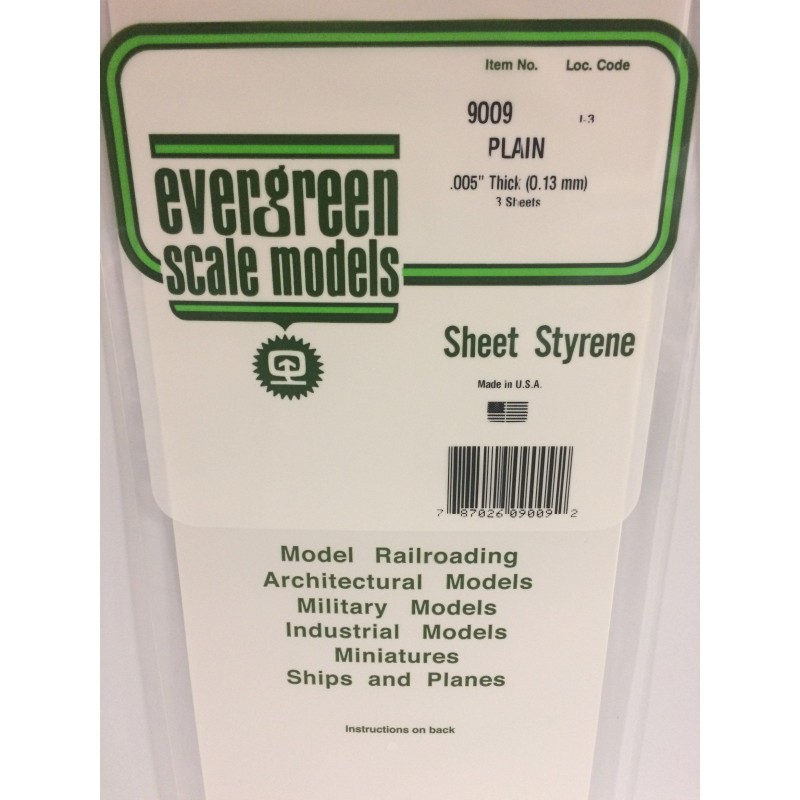 Item No. Loc. Code
9009 L-3
PLAIN
.005" Thick (0.13 mm)
3 Sheets
evergreen
scale models
Sheet Styrene
Made in U.S.A.
7 87026 09009 2
Model Railroading
Architectural Models
Military Models
Industrial Models
Miniatures
Ships and Planes
Instructions on back